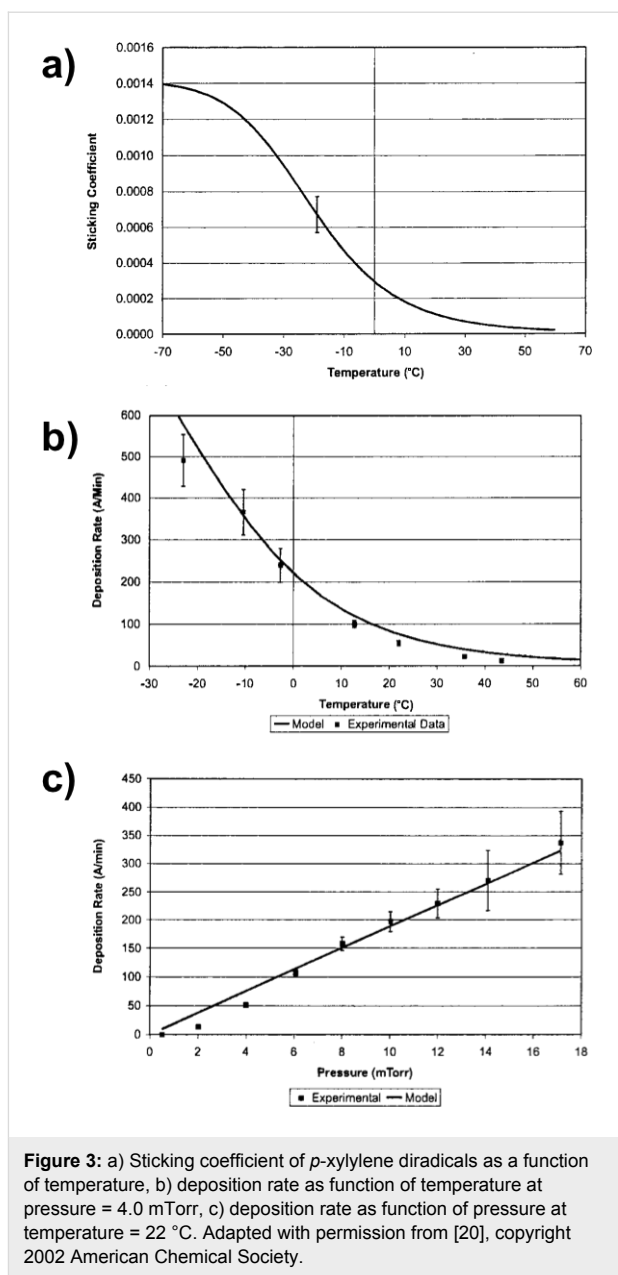 a)
0.0016
0.0014
0.0012
0.0010
0.0008
0.0006
0.0004
0.0002
0.0000
Sticking Coefficient
-70 -50 -30 -10 10 30 50 70
Temperature (°C)
b)
600
500
400
300
200
100
0
Deposition Rate (A/Min)
-30 -20 -10 0 10 20 30 40 50 60
Temperature (°C)
Model Experimental Data
c)
450
400
350
300
250
200
150
100
50
0
Deposition Rate (A/min)
0 2 4 6 8 10 12 14 16 18
Pressure (mTorr)
Experimental Model
Figure 3: a) Sticking coefficient of p-xylylene diradicals as a function
of temperature, b) deposition rate as function of temperature at
pressure = 4.0 mTorr, c) deposition rate as function of pressure at
temperature = 22 °C. Adapted with permission from [20], copyright
2002 American Chemical Society.